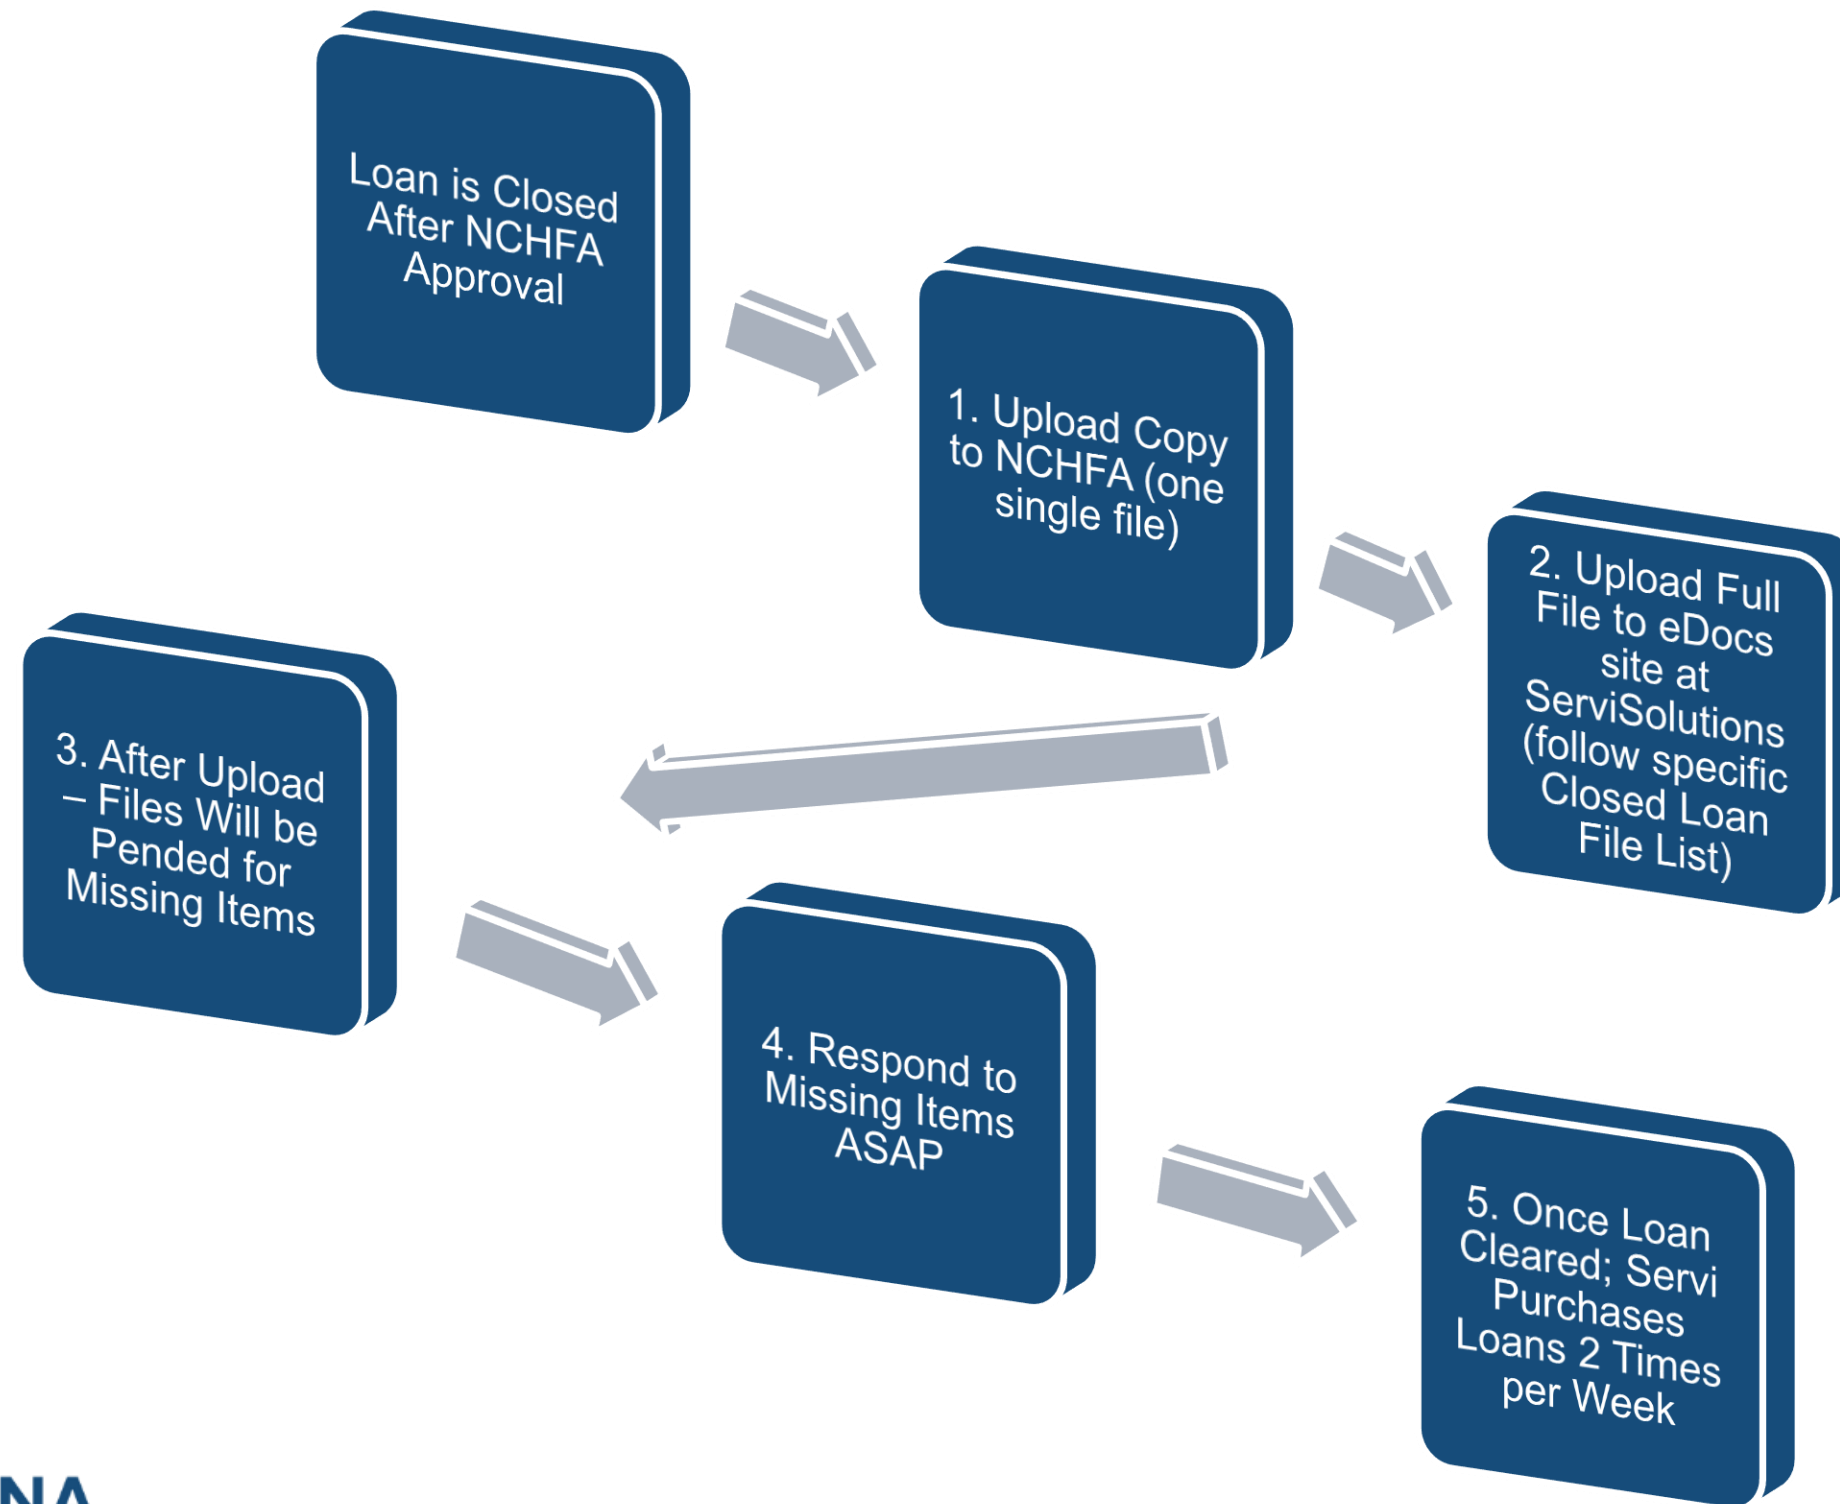 Loan is Closed
After NCHFA
Approval
1. Upload Copy
to NCHFA (one
single file)
2. Upload Full
File to eDocs
site at
ServiSolutions
(follow specific
Closed Loan
File List)
3. After Upload
– Files Will be
Pended for
Missing Items
4. Respond to
Missing Items
ASAP
5. Once Loan
Cleared; Servi
Purchases
Loans 2 Times
per Week